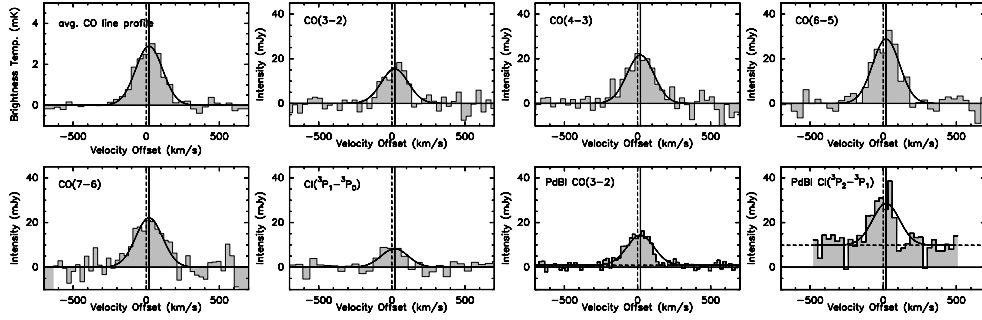 avg. CO line profile
Brightness Temp. (mK)
0 2 4
−500 0 500
Velocity Offset (km/s)
CO(3−2)
Intensity (mJy)
0 20 40
−500 0 500
Velocity Offset (km/s)
CO(4−3)
Intensity (mJy)
0 20 40
−500 0 500
Velocity Offset (km/s)
CO(6−5)
Intensity (mJy)
0 20 40
−500 0 500
Velocity Offset (km/s)
CO(7−6)
Intensity (mJy)
0 20 40
−500 0 500
Velocity Offset (km/s)
CI(³P₁−³P₀)
Intensity (mJy)
0 20 40
−500 0 500
Velocity Offset (km/s)
PdBI CO(3−2)
Intensity (mJy)
0 20 40
−500 0 500
Velocity Offset (km/s)
PdBI CI(³P₂−³P₁)
Intensity (mJy)
0 20 40
−500 0 500
Velocity Offset (km/s)